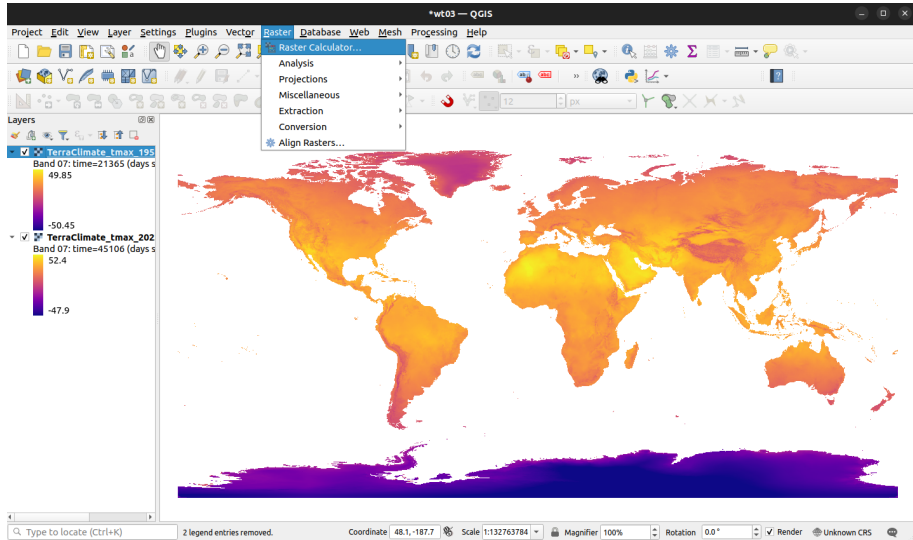 *wt03 — QGIS
Project Edit View Layer Settings Plugins Vector Raster Database Web Mesh Processing Help
Raster Calculator...
Analysis
Projections
Miscellaneous
Extraction
Conversion
Align Rasters...
abc
abc
»
12
px
Layers
TerraClimate_tmax_195
Band 07: time=21365 (days s
49.85
-50.45
TerraClimate_tmax_202
Band 07: time=45106 (days s
52.4
-47.9
Type to locate (Ctrl+K)
2 legend entries removed.
Coordinate 48.1,-187.7
Scale 1:132763784
Magnifier 100%
Rotation 0.0 °
Render
Unknown CRS